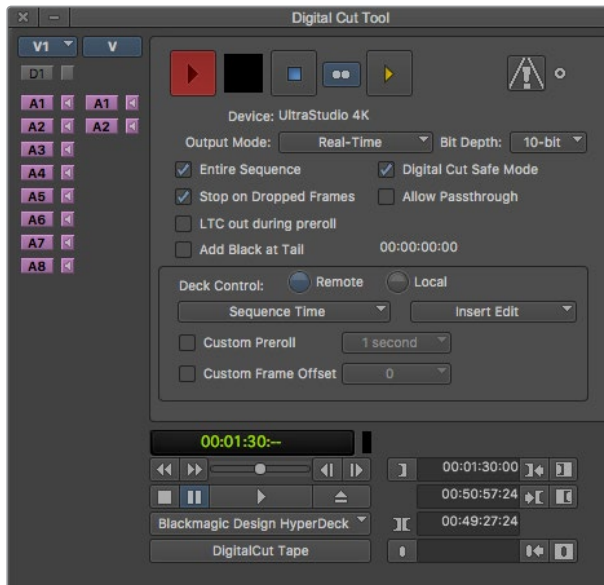 Digital Cut Tool
V1 V
D1
A1 A1
A2 A2
A3
A4
A5
A6
A7
A8
Device: UltraStudio 4K
Output Mode: Real-Time Bit Depth: 10-bit
Entire Sequence Digital Cut Safe Mode
Stop on Dropped Frames Allow Passthrough
LTC out during preroll
Add Black at Tail 00:00:00:00
Deck Control: Remote Local
Sequence Time Insert Edit
Custom Preroll 1 second
Custom Frame Offset 0
00:01:30:--
00:01:30:00
00:50:57:24
Blackmagic Design HyperDeck 00:49:27:24
DigitalCut Tape